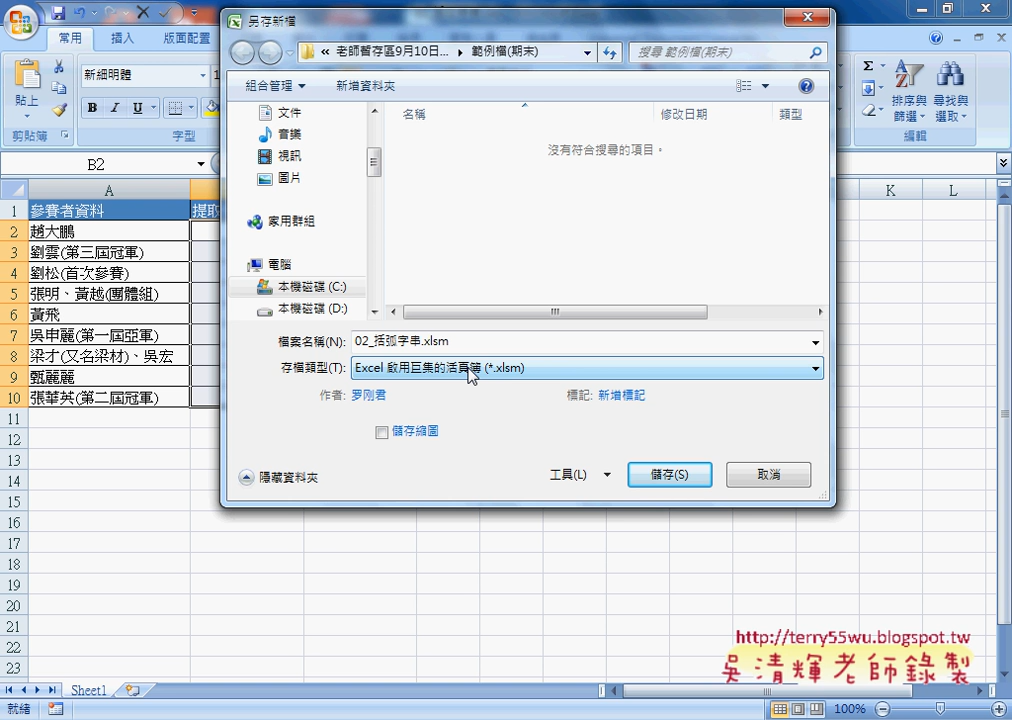 另存新檔
常用
插入
版面配置
貼上
新細明體
B I U
剪貼簿
字型
排序與
篩選
尋找與
選取
編輯
« 老師暫存區9月10日... ▸ 範例檔(期末)
搜尋 範例檔(期末)
組合管理
新增資料夾
文件
音樂
視訊
圖片
家用群組
電腦
本機磁碟 (C:)
本機磁碟 (D:)
名稱
修改日期
類型
沒有符合搜尋的項目。
檔案名稱(N):
02_括弧字串.xlsm
存檔類型(T):
Excel 啟用巨集的活頁簿 (*.xlsm)
作者:
罗刚君
標記:
新增標記
儲存縮圖
隱藏資料夾
工具(L)
儲存(S)
取消
B2
A
K
L
1 參賽者資料 提取
2 趙大鵬
3 劉雲(第三屆冠軍)
4 劉松(首次參賽)
5 張明、黃越(團體組)
6 黃飛
7 吳申麗(第一屆亞軍)
8 梁才(又名梁材)、吳宏
9 甄麗麗
10 張華英(第二屆冠軍)
11
12
13
14
15
16
17
18
19
20
21
22
23
http://terry55wu.blogspot.tw
吳清輝老師錄製
Sheet1
就緒
100%